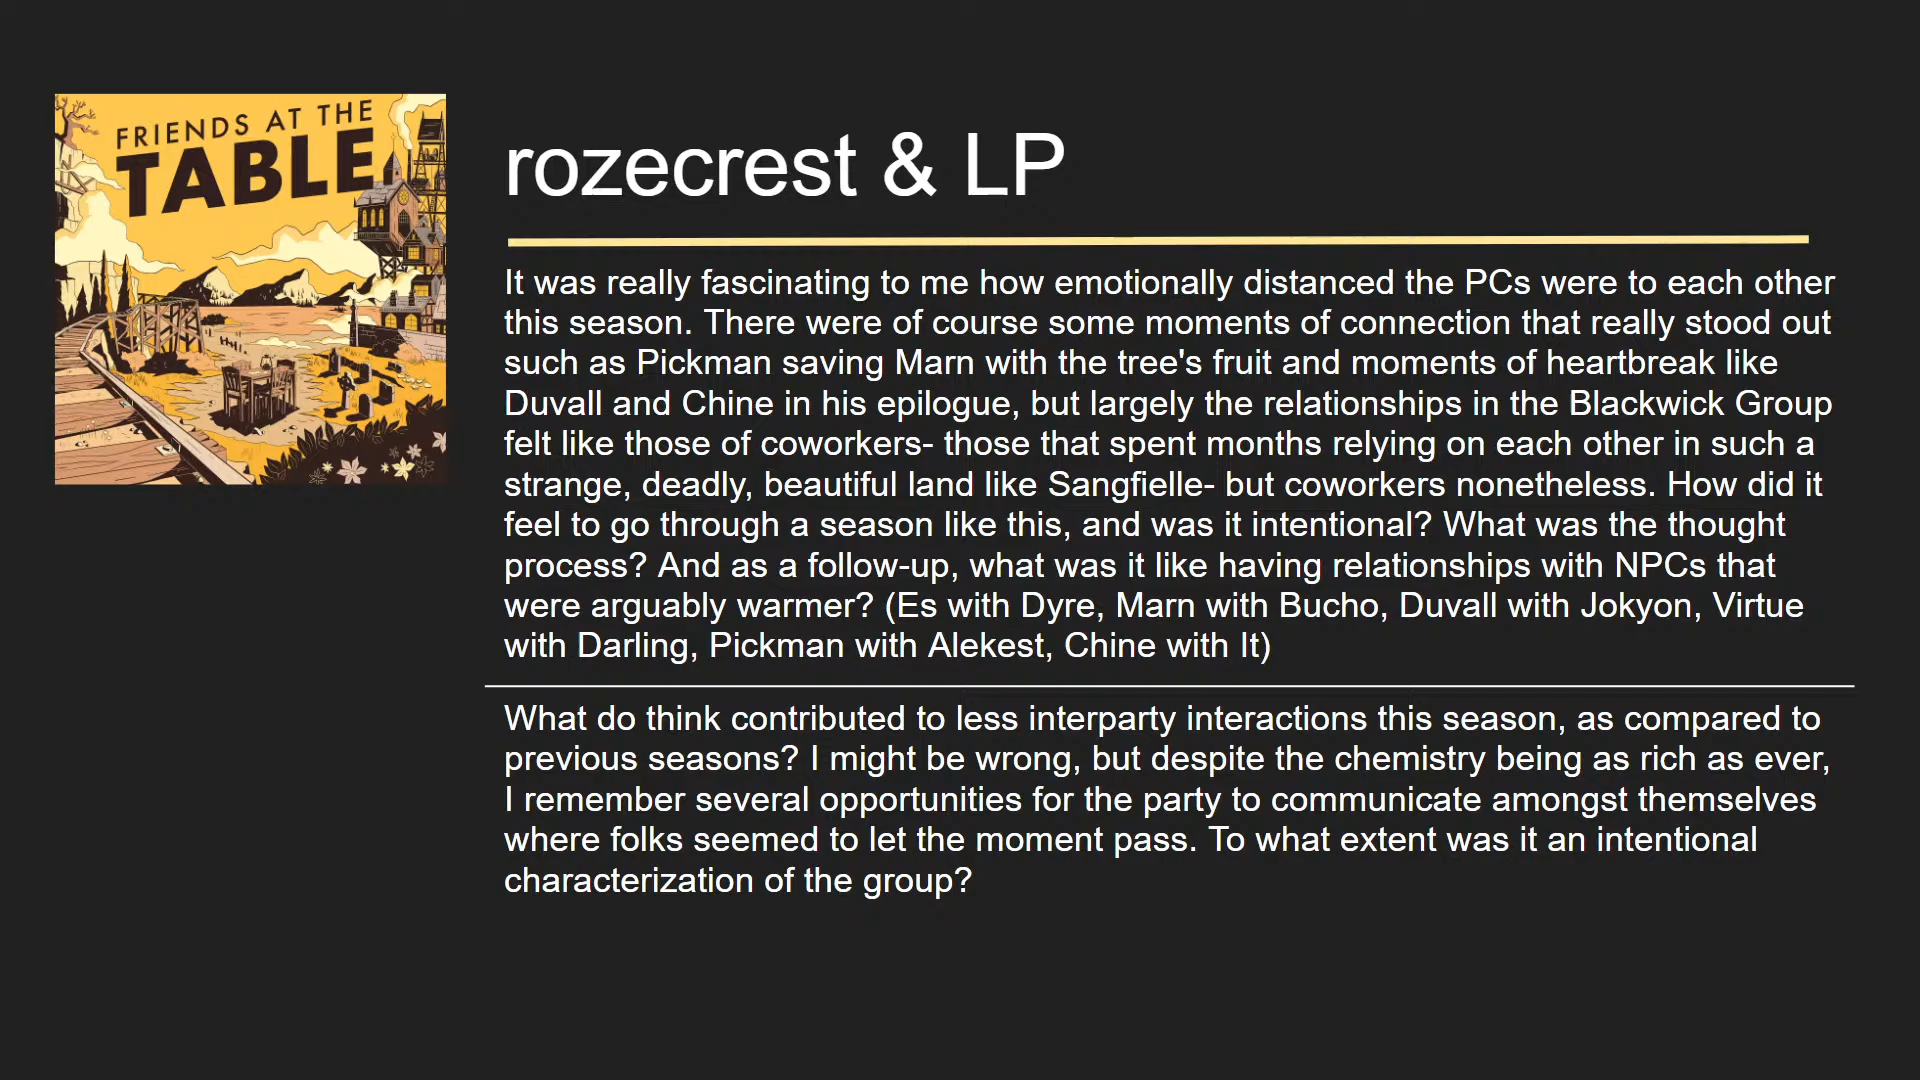 FRIENDS AT THE
TABLE
rozecrest & LP
It was really fascinating to me how emotionally distanced the PCs were to each other
this season. There were of course some moments of connection that really stood out
such as Pickman saving Marn with the tree's fruit and moments of heartbreak like
Duvall and Chine in his epilogue, but largely the relationships in the Blackwick Group
felt like those of coworkers- those that spent months relying on each other in such a
strange, deadly, beautiful land like Sangfielle- but coworkers nonetheless. How did it
feel to go through a season like this, and was it intentional? What was the thought
process? And as a follow-up, what was it like having relationships with NPCs that
were arguably warmer? (Es with Dyre, Marn with Bucho, Duvall with Jokyon, Virtue
with Darling, Pickman with Alekest, Chine with It)
What do think contributed to less interparty interactions this season, as compared to
previous seasons? I might be wrong, but despite the chemistry being as rich as ever,
I remember several opportunities for the party to communicate amongst themselves
where folks seemed to let the moment pass. To what extent was it an intentional
characterization of the group?